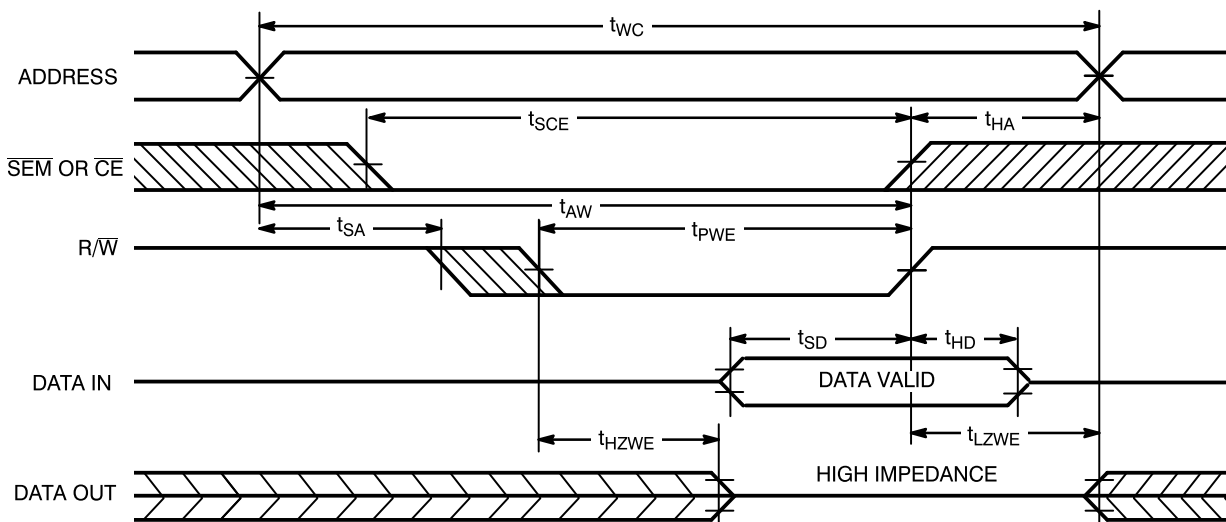 tWC
ADDRESS
tSCE
tHA
SEM OR CE
tAW
tSA
tPWE
R/W
tSD
tHD
DATA IN
DATA VALID
tHZWE
tLZWE
HIGH IMPEDANCE
DATA OUT